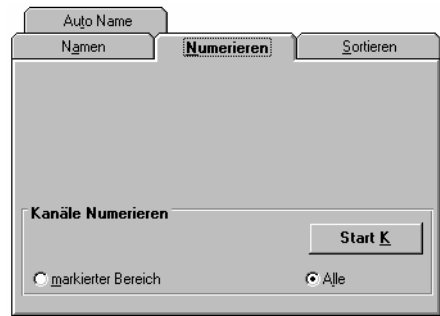 Auto Name
Namen Numerieren Sortieren
Kanäle Numerieren
Start K
markierter Bereich Alle